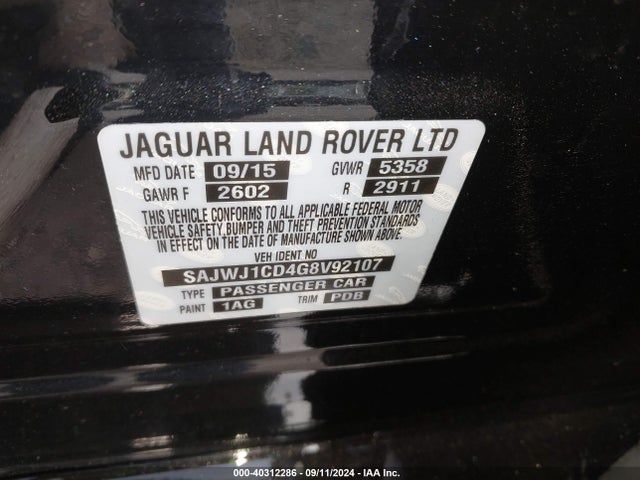 JAGUAR LAND ROVER LTD
MFD DATE 09/15 GVWR 5358
GAWR F 2602 R 2911
THIS VEHICLE CONFORMS TO ALL APPLICABLE FEDERAL MOTOR
VEHICLE SAFETY,BUMPER AND THEFT PREVENTION STANDARDS
IN EFFECT ON THE DATE OF MANUFACTURE SHOWN ABOVE
VEH IDENT NO
SAJWJ1CD4G8V92107
TYPE PASSENGER CAR
PAINT 1AG TRIM PDB
000-40312286 - 09/11/2024 - IAA Inc.